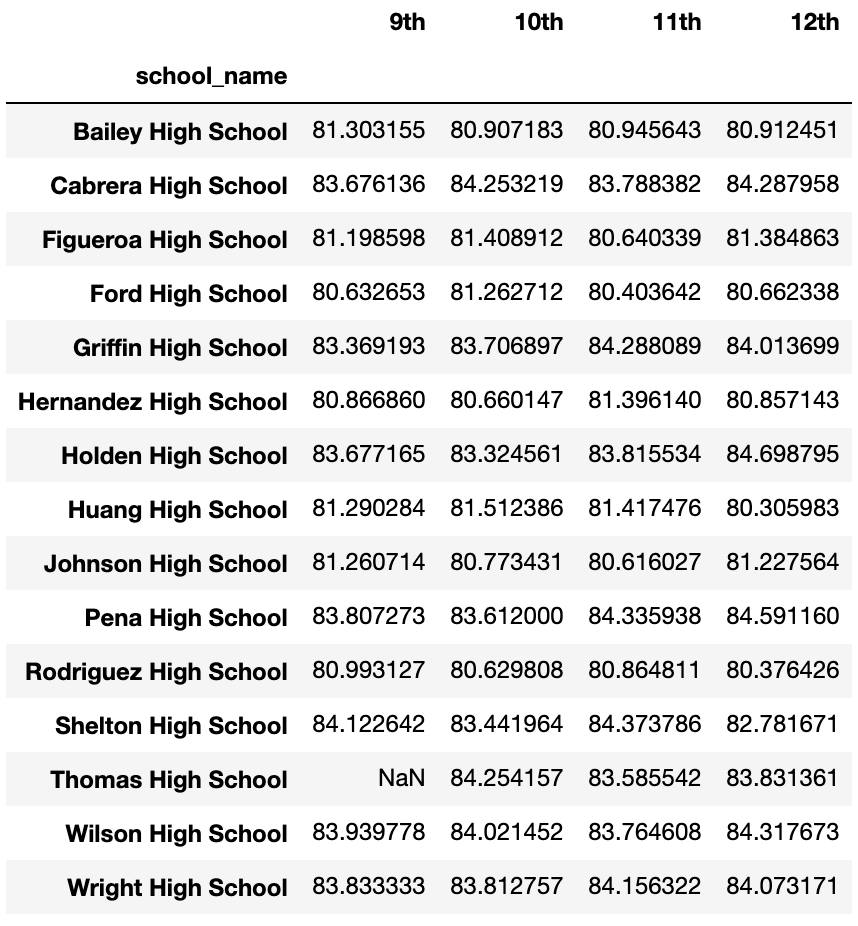 9th 10th 11th 12th
school_name
Bailey High School 81.303155 80.907183 80.945643 80.912451
Cabrera High School 83.676136 84.253219 83.788382 84.287958
Figueroa High School 81.198598 81.408912 80.640339 81.384863
Ford High School 80.632653 81.262712 80.403642 80.662338
Griffin High School 83.369193 83.706897 84.288089 84.013699
Hernandez High School 80.866860 80.660147 81.396140 80.857143
Holden High School 83.677165 83.324561 83.815534 84.698795
Huang High School 81.290284 81.512386 81.417476 80.305983
Johnson High School 81.260714 80.773431 80.616027 81.227564
Pena High School 83.807273 83.612000 84.335938 84.591160
Rodriguez High School 80.993127 80.629808 80.864811 80.376426
Shelton High School 84.122642 83.441964 84.373786 82.781671
Thomas High School NaN 84.254157 83.585542 83.831361
Wilson High School 83.939778 84.021452 83.764608 84.317673
Wright High School 83.833333 83.812757 84.156322 84.073171